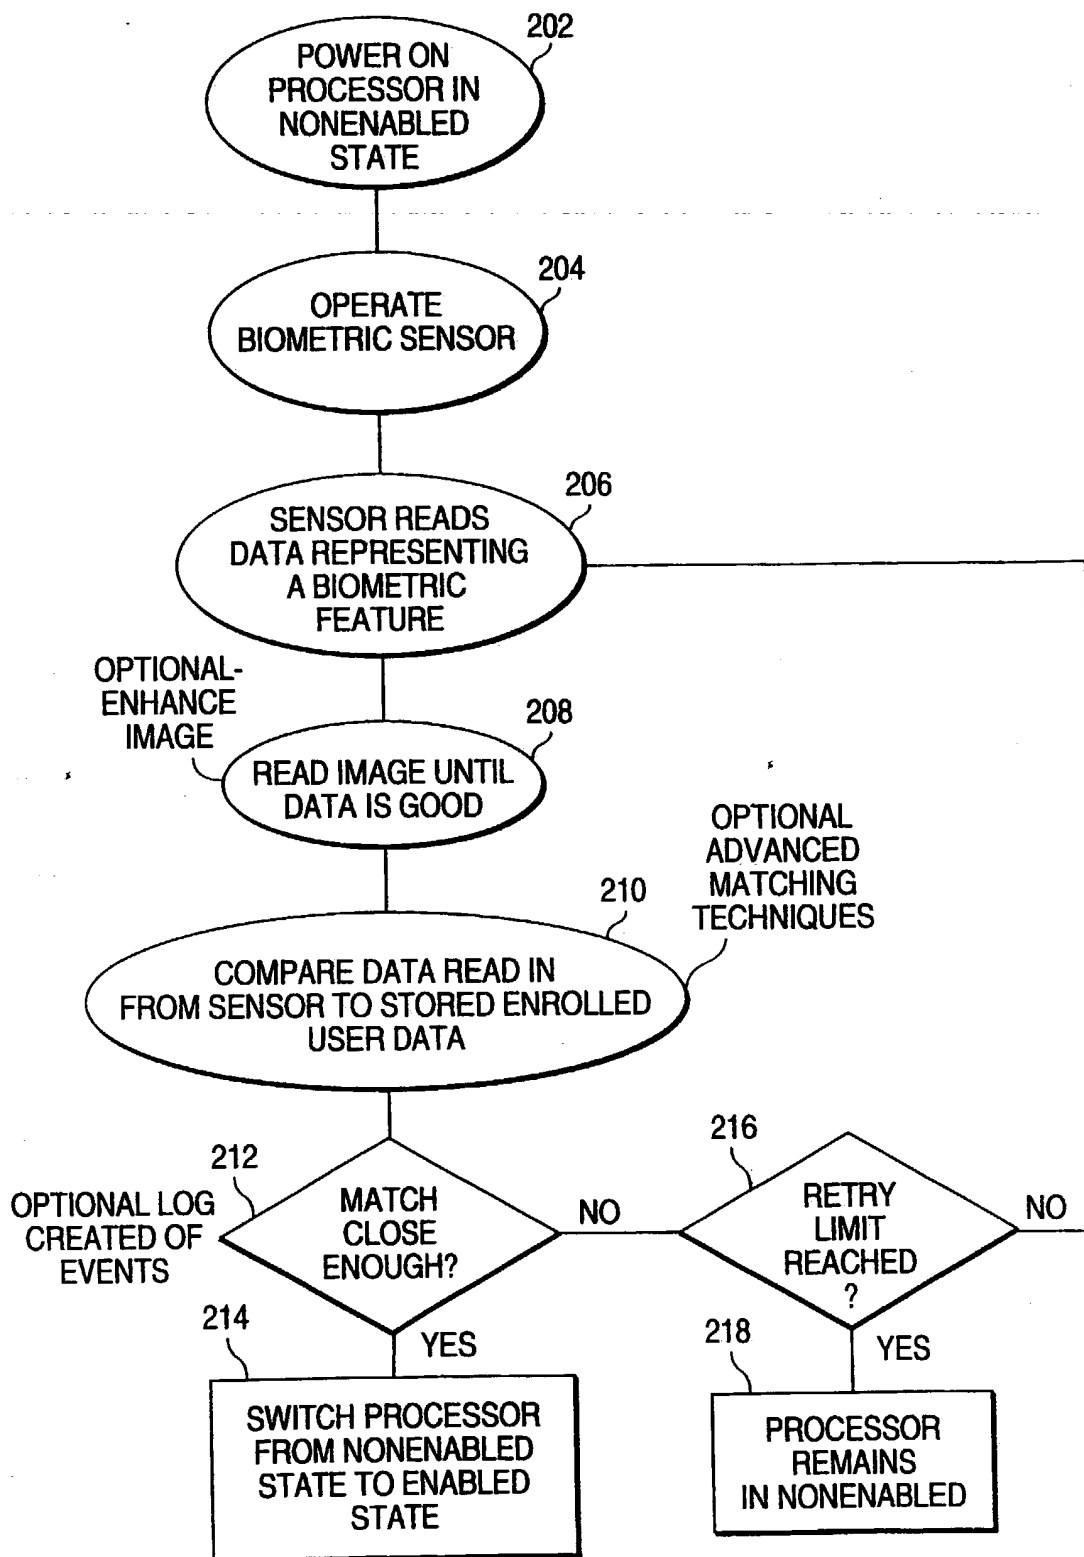 202
POWER ON
PROCESSOR IN
NONENABLED
STATE
204
OPERATE
BIOMETRIC SENSOR
206
SENSOR READS
DATA REPRESENTING
A BIOMETRIC
FEATURE
OPTIONAL-
ENHANCE
IMAGE
208
READ IMAGE UNTIL
DATA IS GOOD
OPTIONAL
ADVANCED
MATCHING
TECHNIQUES
210
COMPARE DATA READ IN
FROM SENSOR TO STORED ENROLLED
USER DATA
212
OPTIONAL LOG
CREATED OF
EVENTS
MATCH
CLOSE
ENOUGH?
NO
216
RETRY
LIMIT
REACHED
?
NO
214
YES
SWITCH PROCESSOR
FROM NONENABLED
STATE TO ENABLED
STATE
218
YES
PROCESSOR
REMAINS
IN NONENABLED